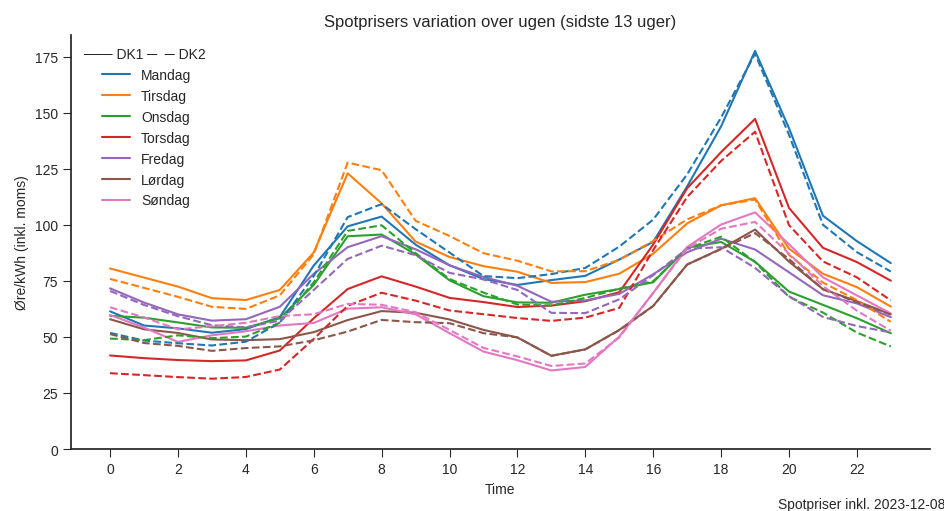 Spotprisers variation over ugen (sidste 13 uger)
DK1 DK2
Mandag
Tirsdag
Onsdag
Torsdag
Fredag
Lørdag
Søndag
Øre/kWh (inkl. moms)
175
150
125
100
75
50
25
0
0 2 4 6 8 10 12 14 16 18 20 22
Time
Spotpriser inkl. 2023-12-08